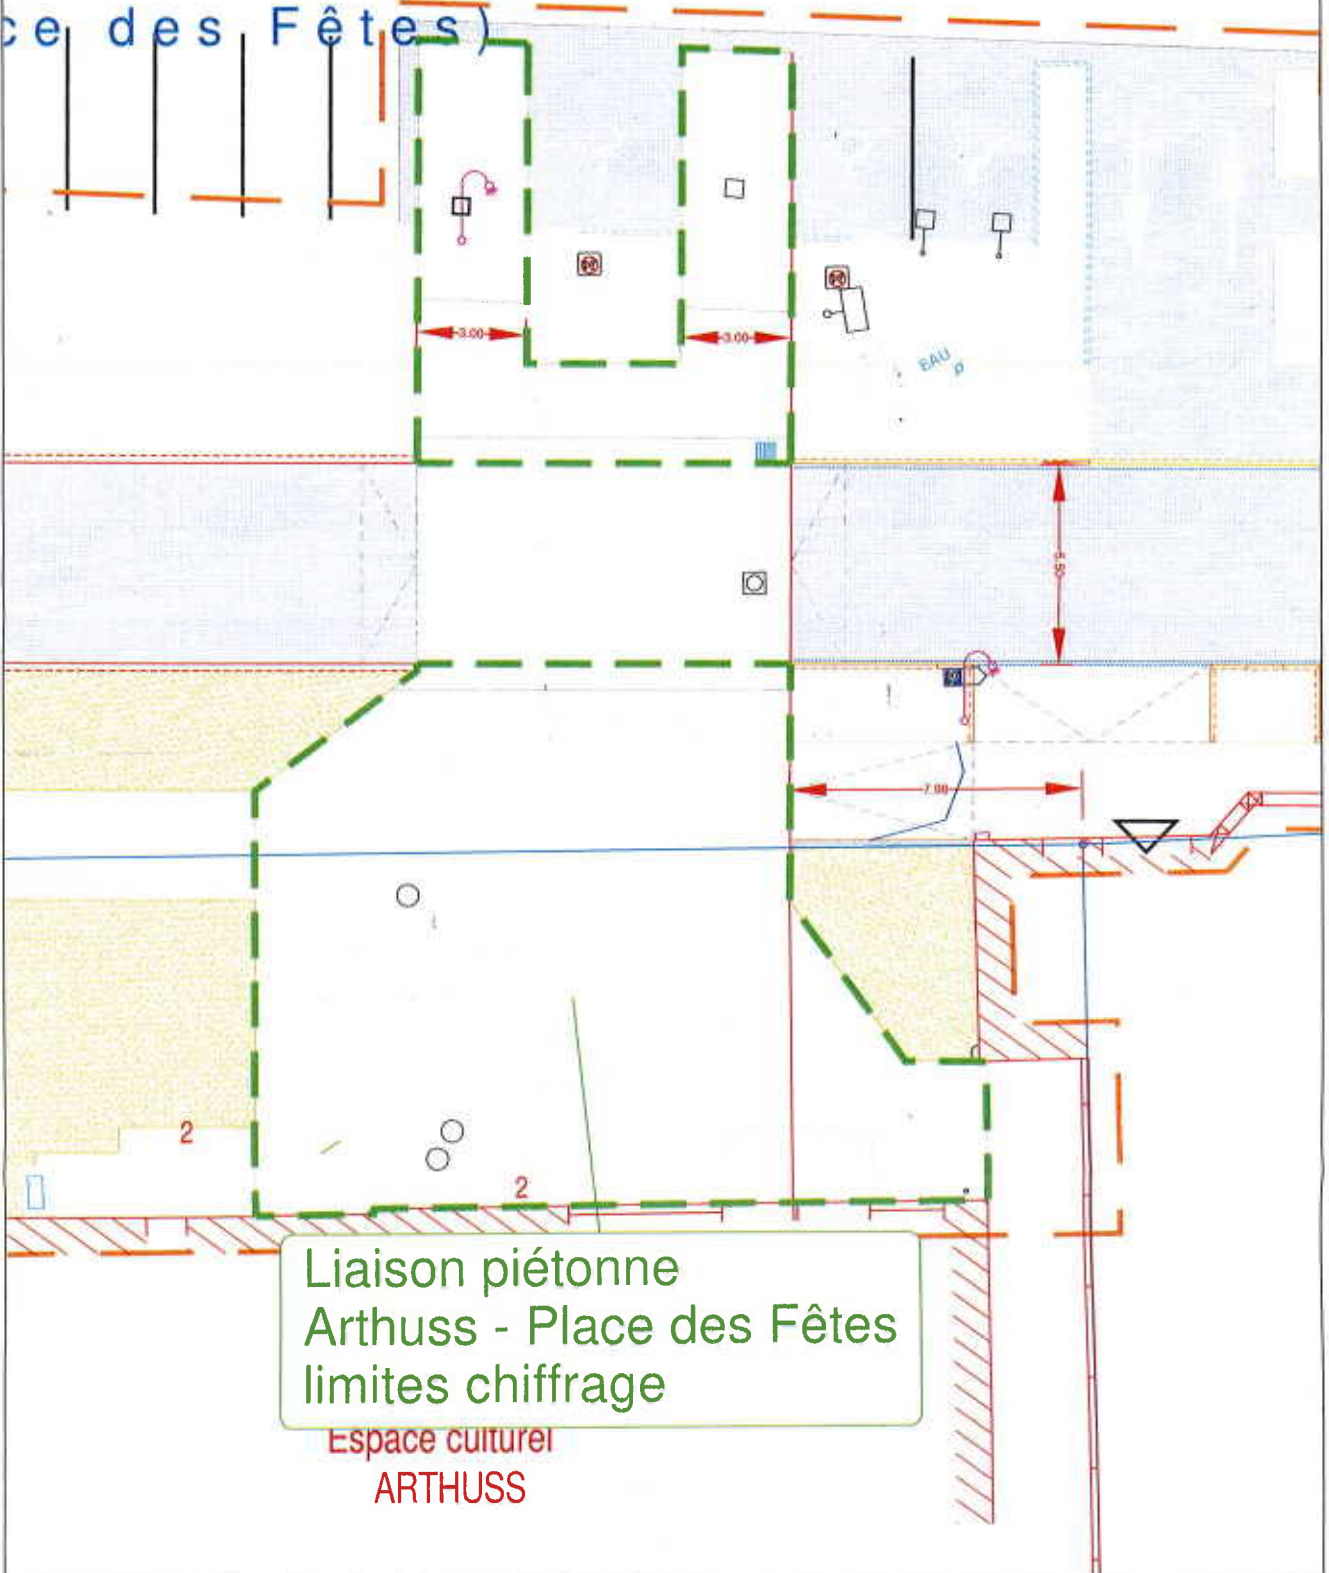 ce des Fêtes)
3.00
3.00
BAU
5.50
7.00
2
2
Liaison piétonne
Arthuss - Place des Fêtes
limites chiffrage
Espace culturel
ARTHUSS